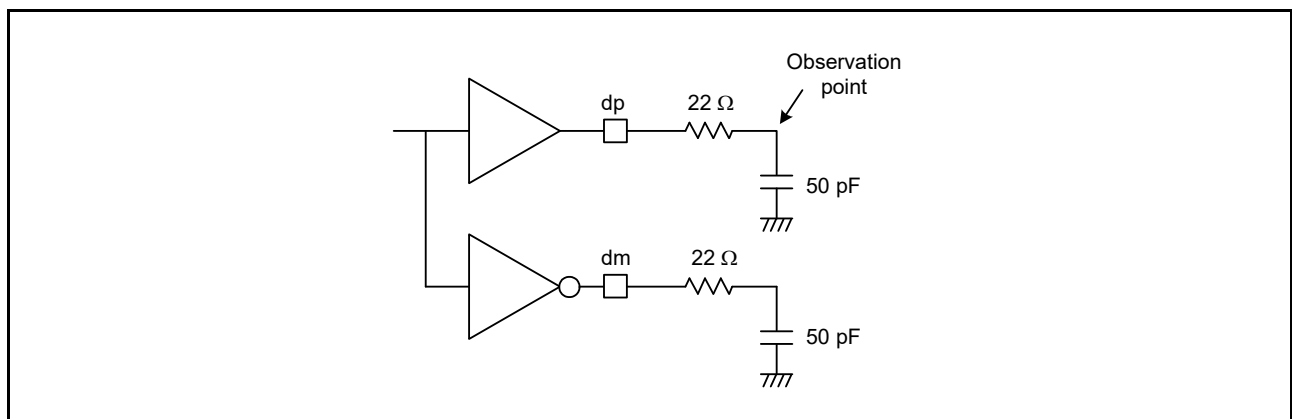 Observation
point
dp
22 Ω
50 pF
dm
22 Ω
50 pF